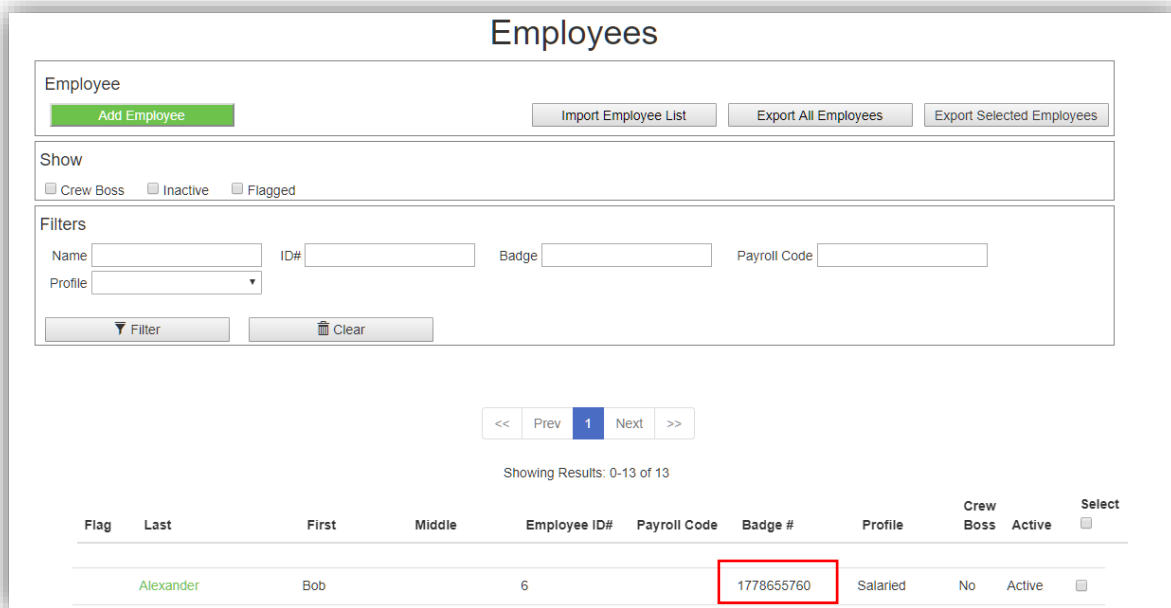 Employees
Employee
Add Employee Import Employee List Export All Employees Export Selected Employees
Show
Crew Boss Inactive Flagged
Filters
Name ID# Badge Payroll Code
Profile
Filter Clear
<< Prev 1 Next >>
Showing Results: 0-13 of 13
Flag Last First Middle Employee ID# Payroll Code Badge # Profile Crew Boss Active Select
Alexander Bob 6 1778655760 Salaried No Active